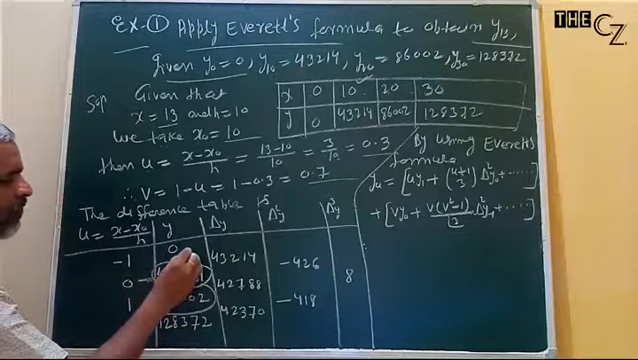 THE CZ
Ex-① Apply Everett's formula to obtain y₁₃,
given y₀=0, y₁₀=43214, y₂₀=86002, y₃₀=128372
Sol Given that
x = 13 and h=10
we take x₀= 10
x 0 10 20 30
y 0 43214 86002 128372
then u = (x-x₀)/h = (13-10)/10 = 3/10 = 0.3
∴ V = 1-u = 1-0.3 = 0.7
By using Everett's
formula
yᵤ = [uy₁ + (u+1 3) Δ²y₀ + ......]
+ [Vy₀ + V(V²-1)/⌊3 Δ²y₋₁ + ....]
The difference table is
u = (x-x₀)/h y Δy Δ²y Δ³y
-1 0
43214
0 -426
42788 8
1 02 -418
42370
128372